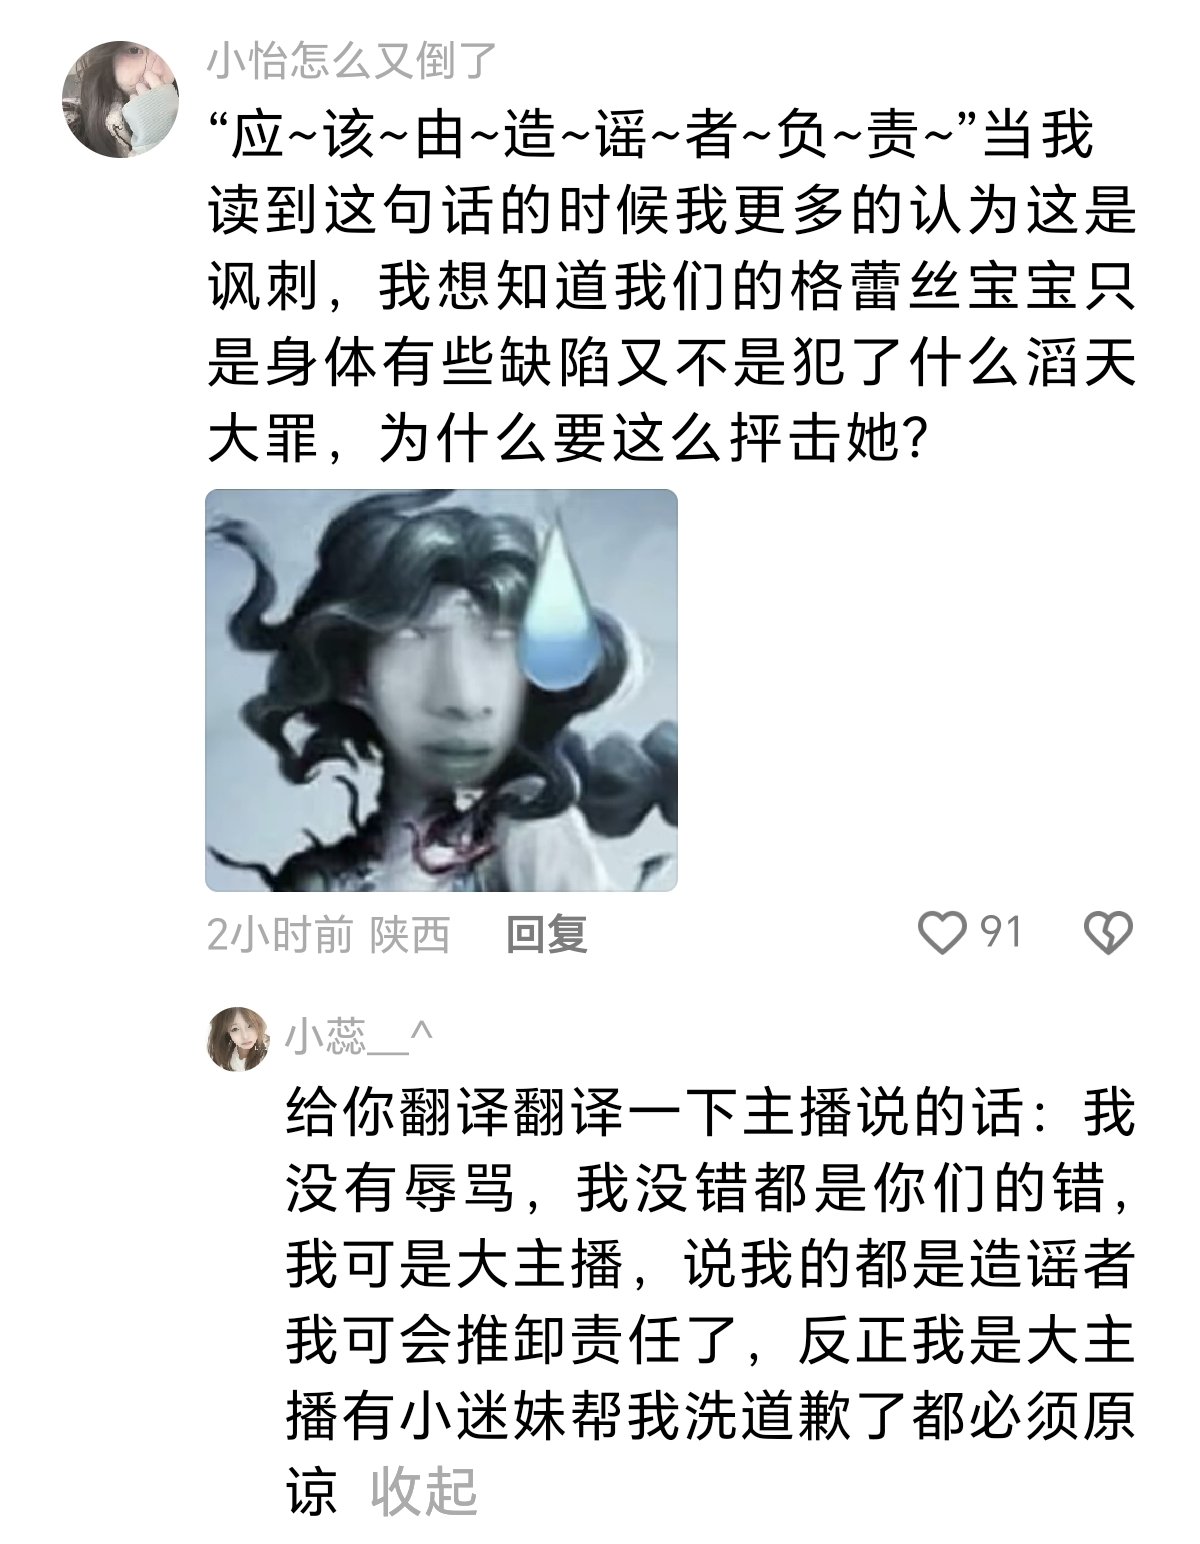 小怡怎么又倒了
“应~该~由~造~谣~者~负~责~”当我
读到这句话的时候我更多的认为这是
讽刺，我想知道我们的格蕾丝宝宝只
是身体有些缺陷又不是犯了什么滔天
大罪，为什么要这么抨击她？
2小时前 陕西 回复 91
小蕊__^
给你翻译翻译一下主播说的话：我
没有辱骂，我没错都是你们的错，
我可是大主播，说我的都是造谣者
我可会推卸责任了，反正我是大主
播有小迷妹帮我洗道歉了都必须原
谅 收起